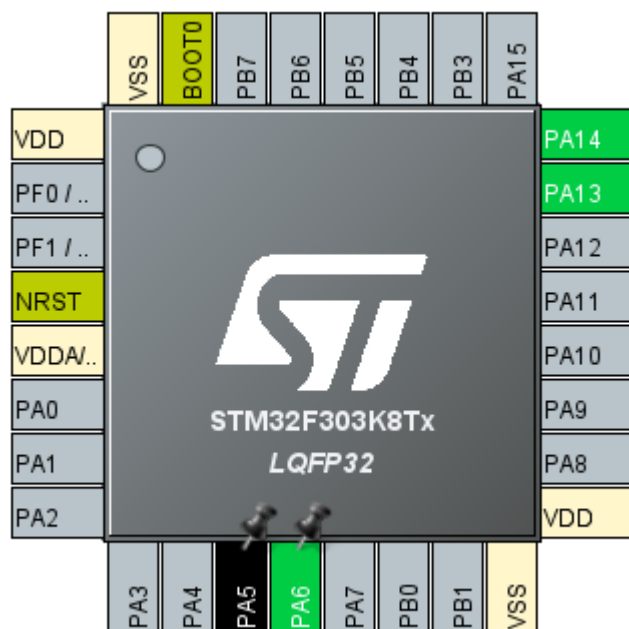 VSS
BOOT0
PB7
PB6
PB5
PB4
PB3
PA15
VDD
PF0 / ..
PF1 / ..
NRST
VDDA/..
PA0
PA1
PA2
PA14
PA13
PA12
PA11
PA10
PA9
PA8
VDD
ST
STM32F303K8Tx
LQFP32
PA3
PA4
PA5
PA6
PA7
PB0
PB1
VSS